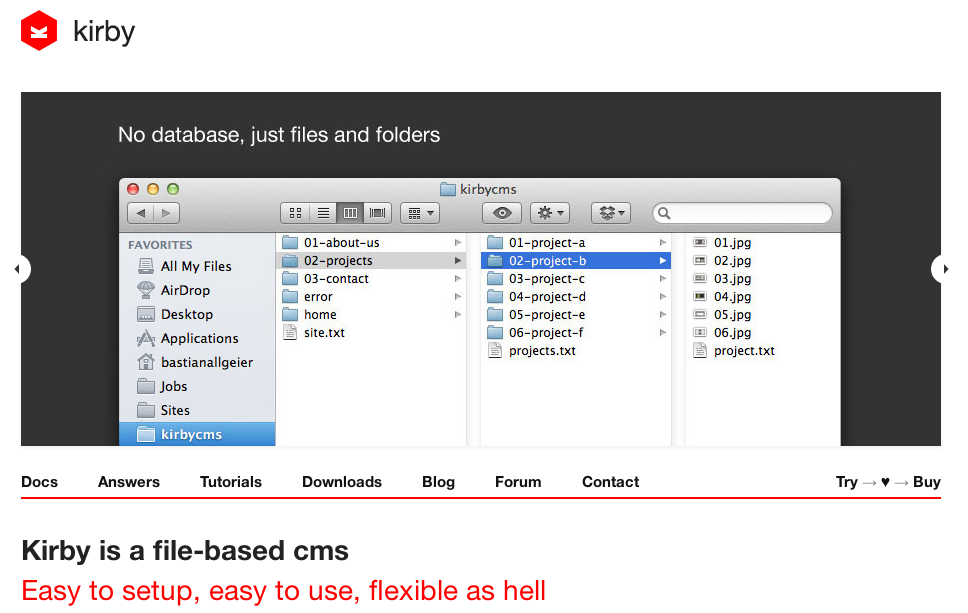 kirby
No database, just files and folders
kirbycms
FAVORITES
All My Files
AirDrop
Desktop
Applications
bastianallgeier
Jobs
Sites
kirbycms
01-about-us
02-projects
03-contact
error
home
site.txt
01-project-a
02-project-b
03-project-c
04-project-d
05-project-e
06-project-f
projects.txt
01.jpg
02.jpg
03.jpg
04.jpg
05.jpg
06.jpg
project.txt
Docs Answers Tutorials Downloads Blog Forum Contact Try → ♥ → Buy
Kirby is a file-based cms
Easy to setup, easy to use, flexible as hell